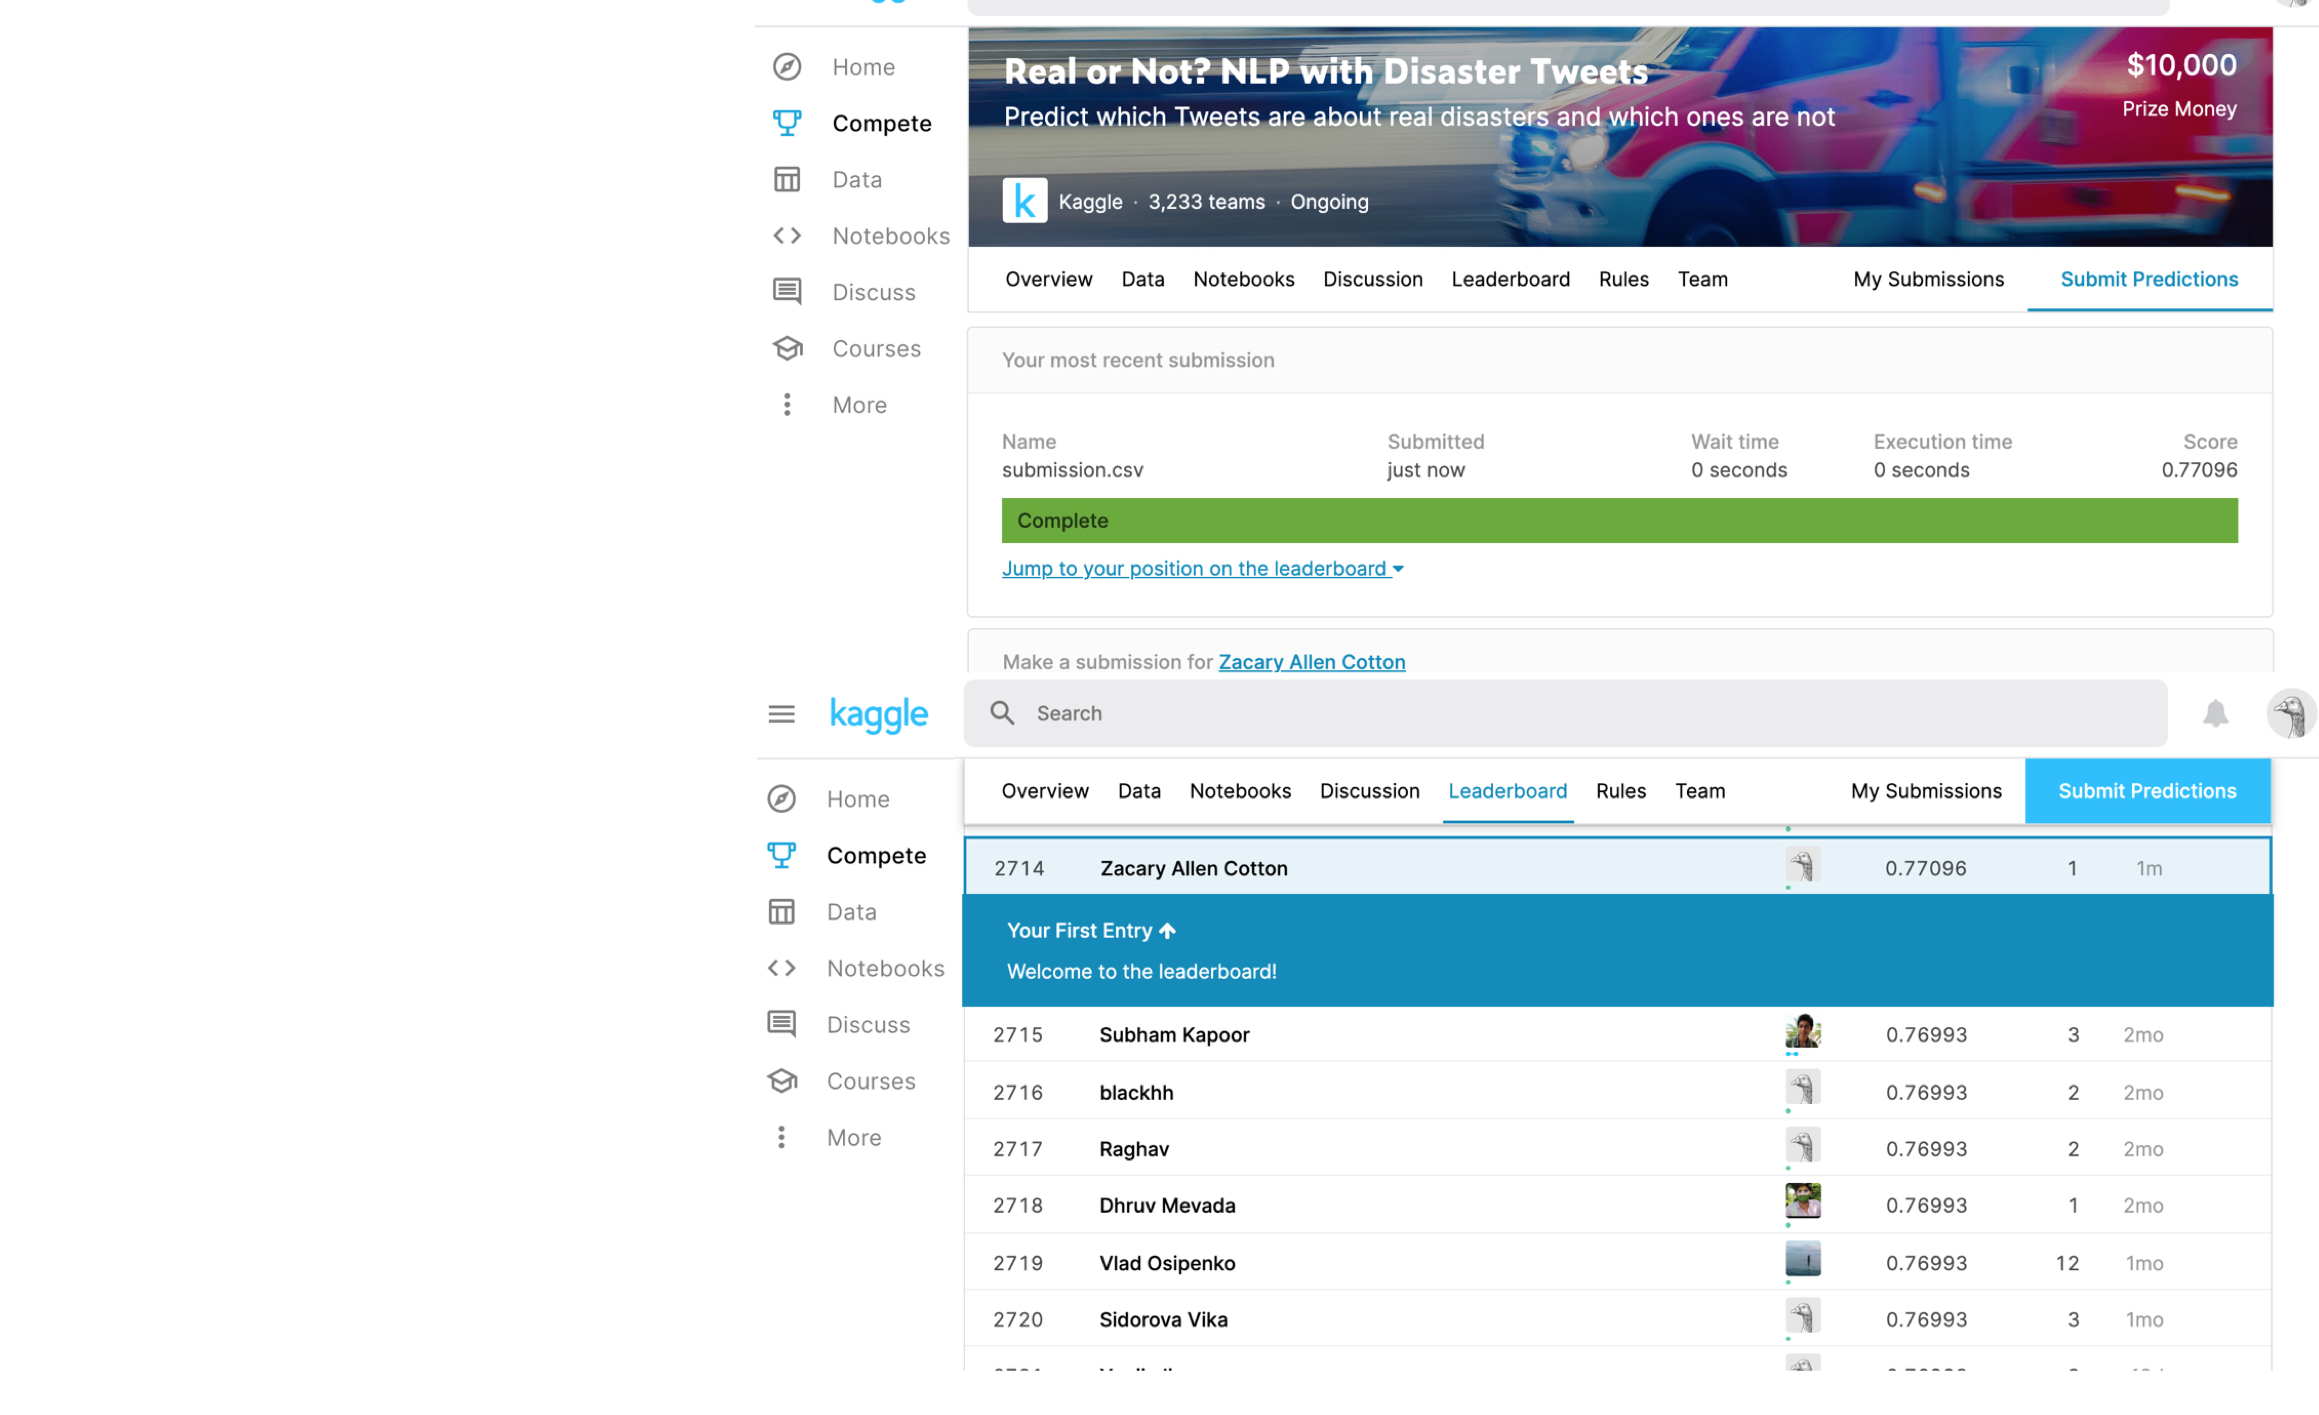 Real or Not? NLP with Disaster Tweets
$10,000
Predict which Tweets are about real disasters and which ones are not
Prize Money
k Kaggle · 3,233 teams · Ongoing
Home
Compete
Data
Notebooks
Discuss
Courses
More
Overview Data Notebooks Discussion Leaderboard Rules Team My Submissions Submit Predictions
Your most recent submission
Name Submitted Wait time Execution time Score
submission.csv just now 0 seconds 0 seconds 0.77096
Complete
Jump to your position on the leaderboard
Make a submission for Zacary Allen Cotton
kaggle Search
Home
Compete
Data
Notebooks
Discuss
Courses
More
Overview Data Notebooks Discussion Leaderboard Rules Team My Submissions Submit Predictions
2714 Zacary Allen Cotton 0.77096 1 1m
Your First Entry
Welcome to the leaderboard!
2715 Subham Kapoor 0.76993 3 2mo
2716 blackhh 0.76993 2 2mo
2717 Raghav 0.76993 2 2mo
2718 Dhruv Mevada 0.76993 1 2mo
2719 Vlad Osipenko 0.76993 12 1mo
2720 Sidorova Vika 0.76993 3 1mo